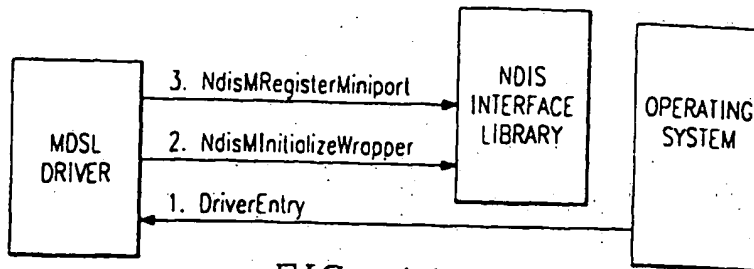 3. NdisMRegisterMiniport
NDIS
INTERFACE
LIBRARY
OPERATING
SYSTEM
MDSL
DRIVER
2. NdisMInitializeWrapper
1. DriverEntry